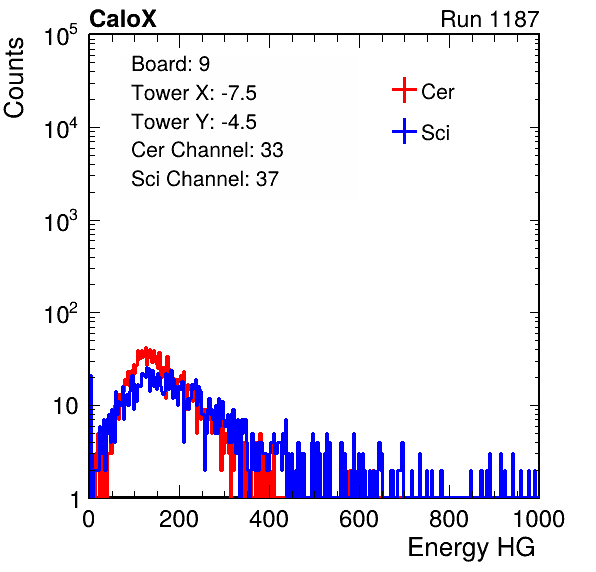 CaloX Run 1187
Counts
10^5
10^4
10^3
10^2
10
1
Board: 9
Tower X: -7.5
Tower Y: -4.5
Cer Channel: 33
Sci Channel: 37
Cer
Sci
0 200 400 600 800 1000
Energy HG